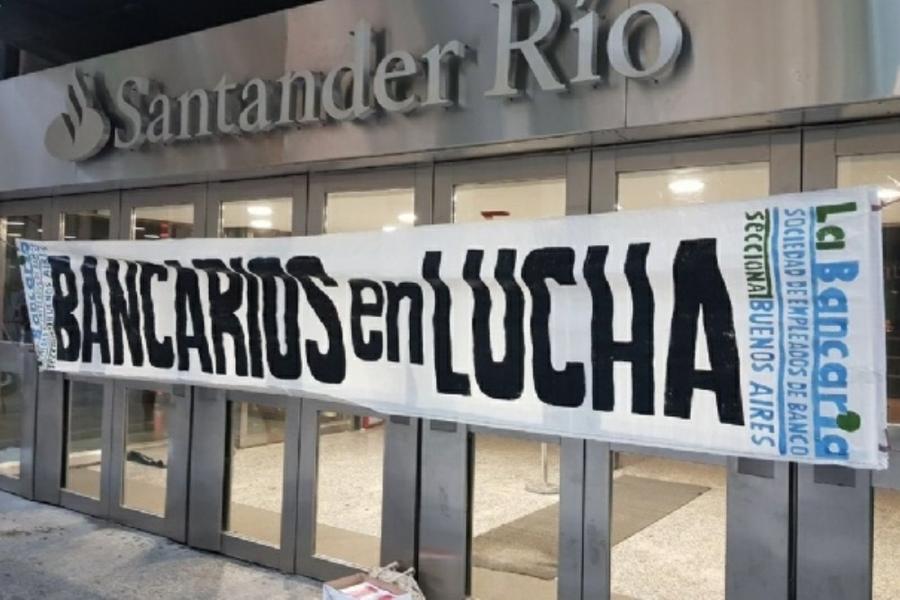 Santander Río
BANCARIOS en LUCHA
La Bancaria
SOCIEDAD DE EMPLEADOS DE BANCO
SECCIONAL BUENOS AIRES